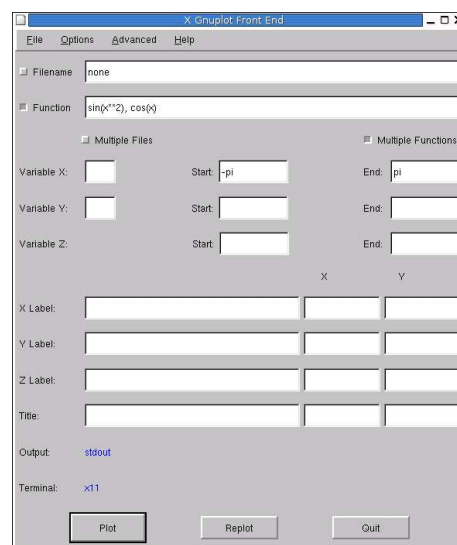 X Gnuplot Front End
File Options Advanced Help
Filename none
Function sin(x**2), cos(x)
Multiple Files Multiple Functions
Variable X: Start: -pi End: pi
Variable Y: Start: End:
Variable Z: Start: End:
X Y
X Label:
Y Label:
Z Label:
Title:
Output: stdout
Terminal: x11
Plot Replot Quit